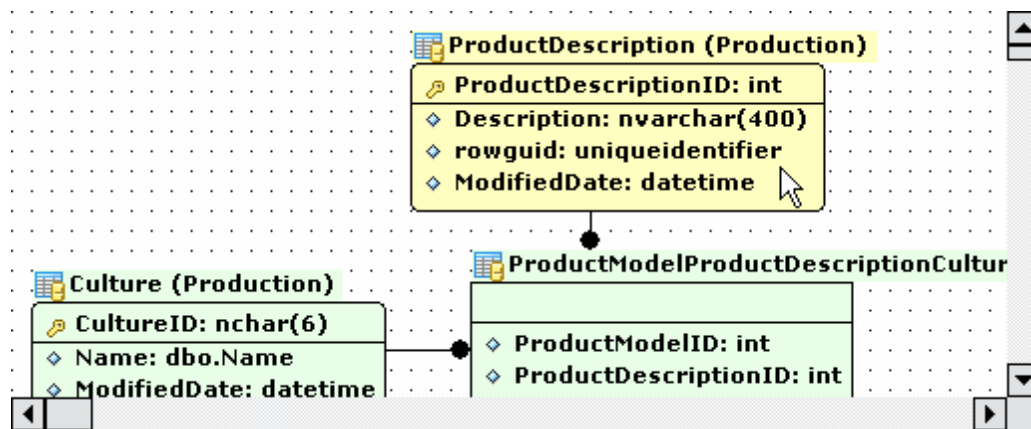 ProductDescription (Production)
ProductDescriptionID: int
Description: nvarchar(400)
rowguid: uniqueidentifier
ModifiedDate: datetime
ProductModelProductDescriptionCultur
ProductModelID: int
ProductDescriptionID: int
Culture (Production)
CultureID: nchar(6)
Name: dbo.Name
ModifiedDate: datetime